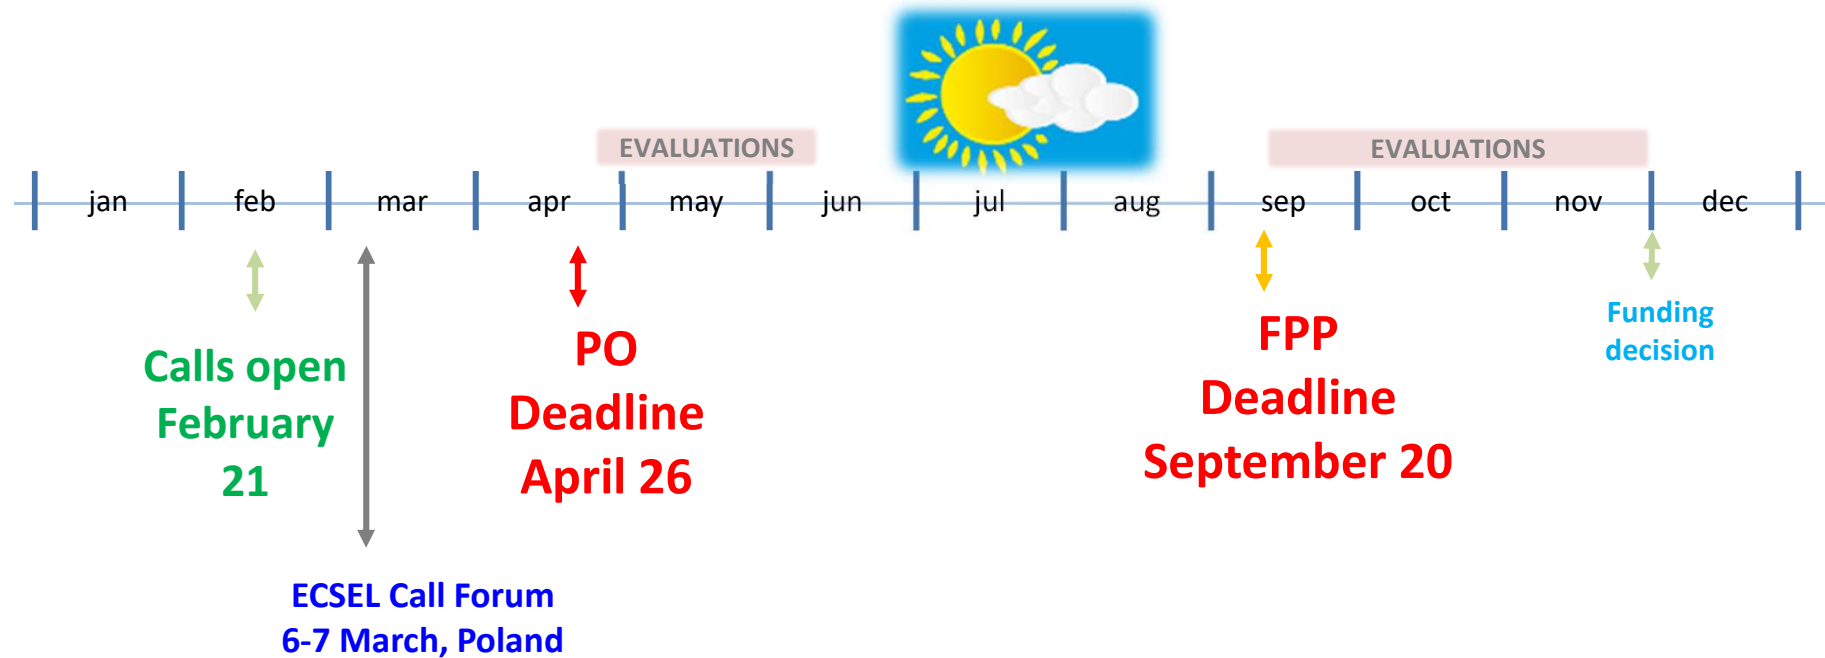 EVALUATIONS
EVALUATIONS
jan feb mar apr may jun jul aug sep oct nov dec
Calls open
February
21
PO
Deadline
April 26
FPP
Deadline
September 20
Funding
decision
ECSEL Call Forum
6-7 March, Poland